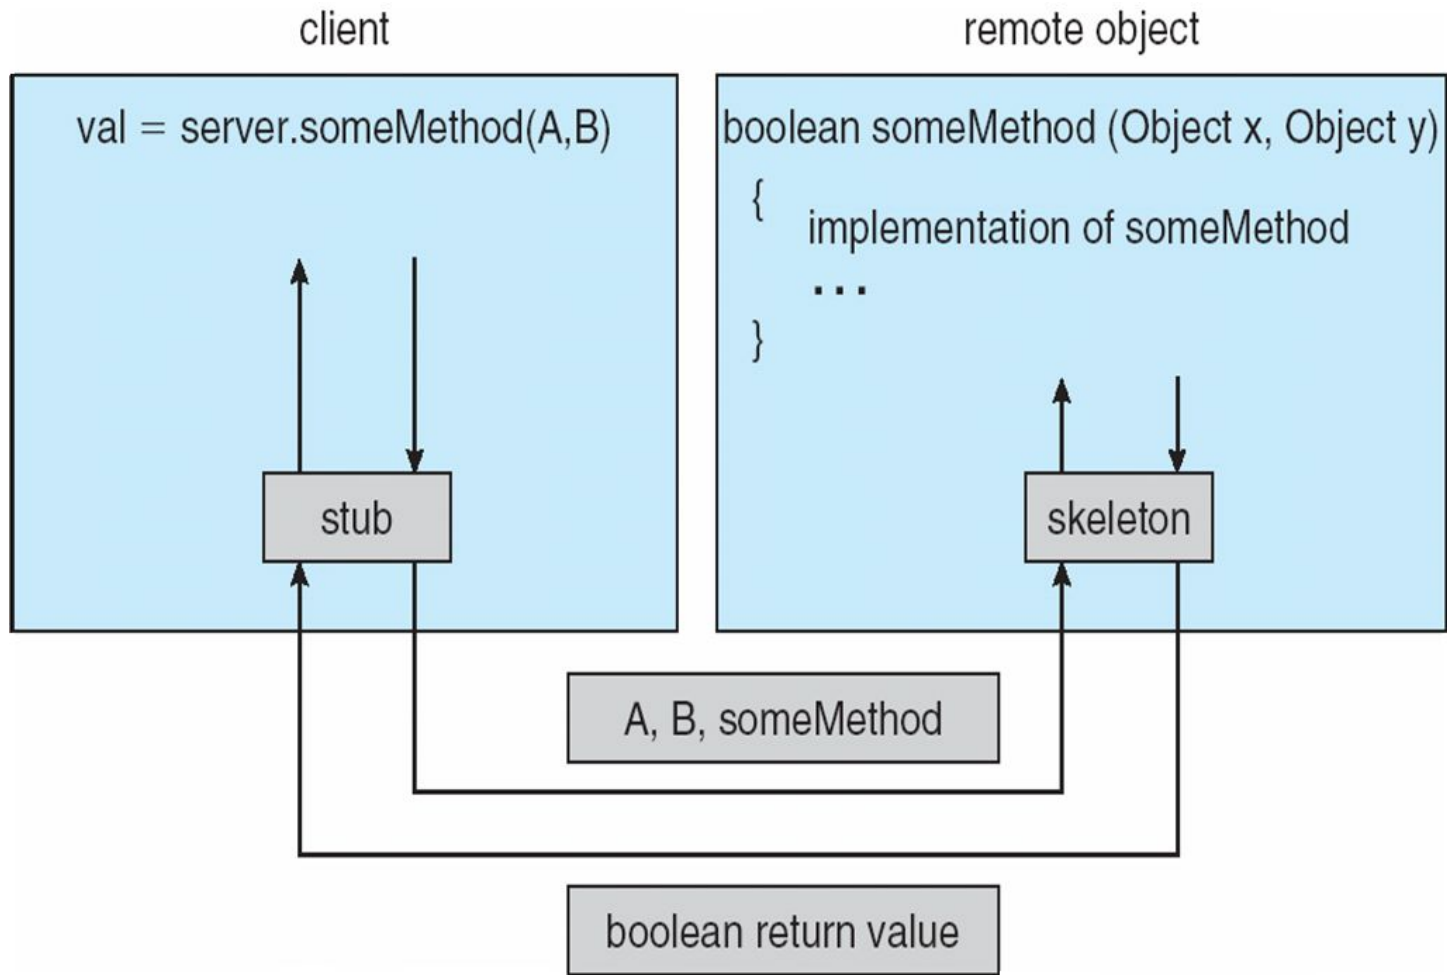 client
remote object
val = server.someMethod(A,B)
boolean someMethod (Object x, Object y)
{
implementation of someMethod
...
}
stub
skeleton
A, B, someMethod
boolean return value